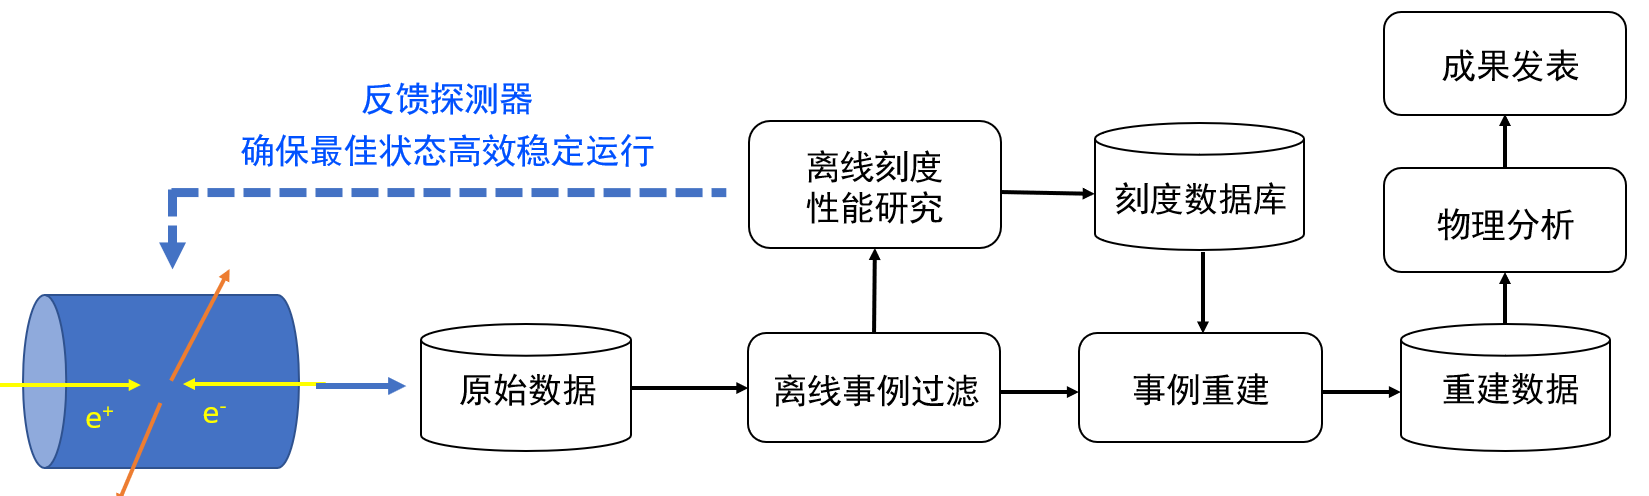 成果发表
反馈探测器
确保最佳状态高效稳定运行
离线刻度
性能研究
刻度数据库
物理分析
原始数据
离线事例过滤
事例重建
重建数据
e⁺
e⁻